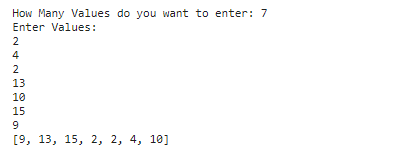 How Many Values do you want to enter: 7
Enter Values:
2
4
2
13
10
15
9
[9, 13, 15, 2, 2, 4, 10]